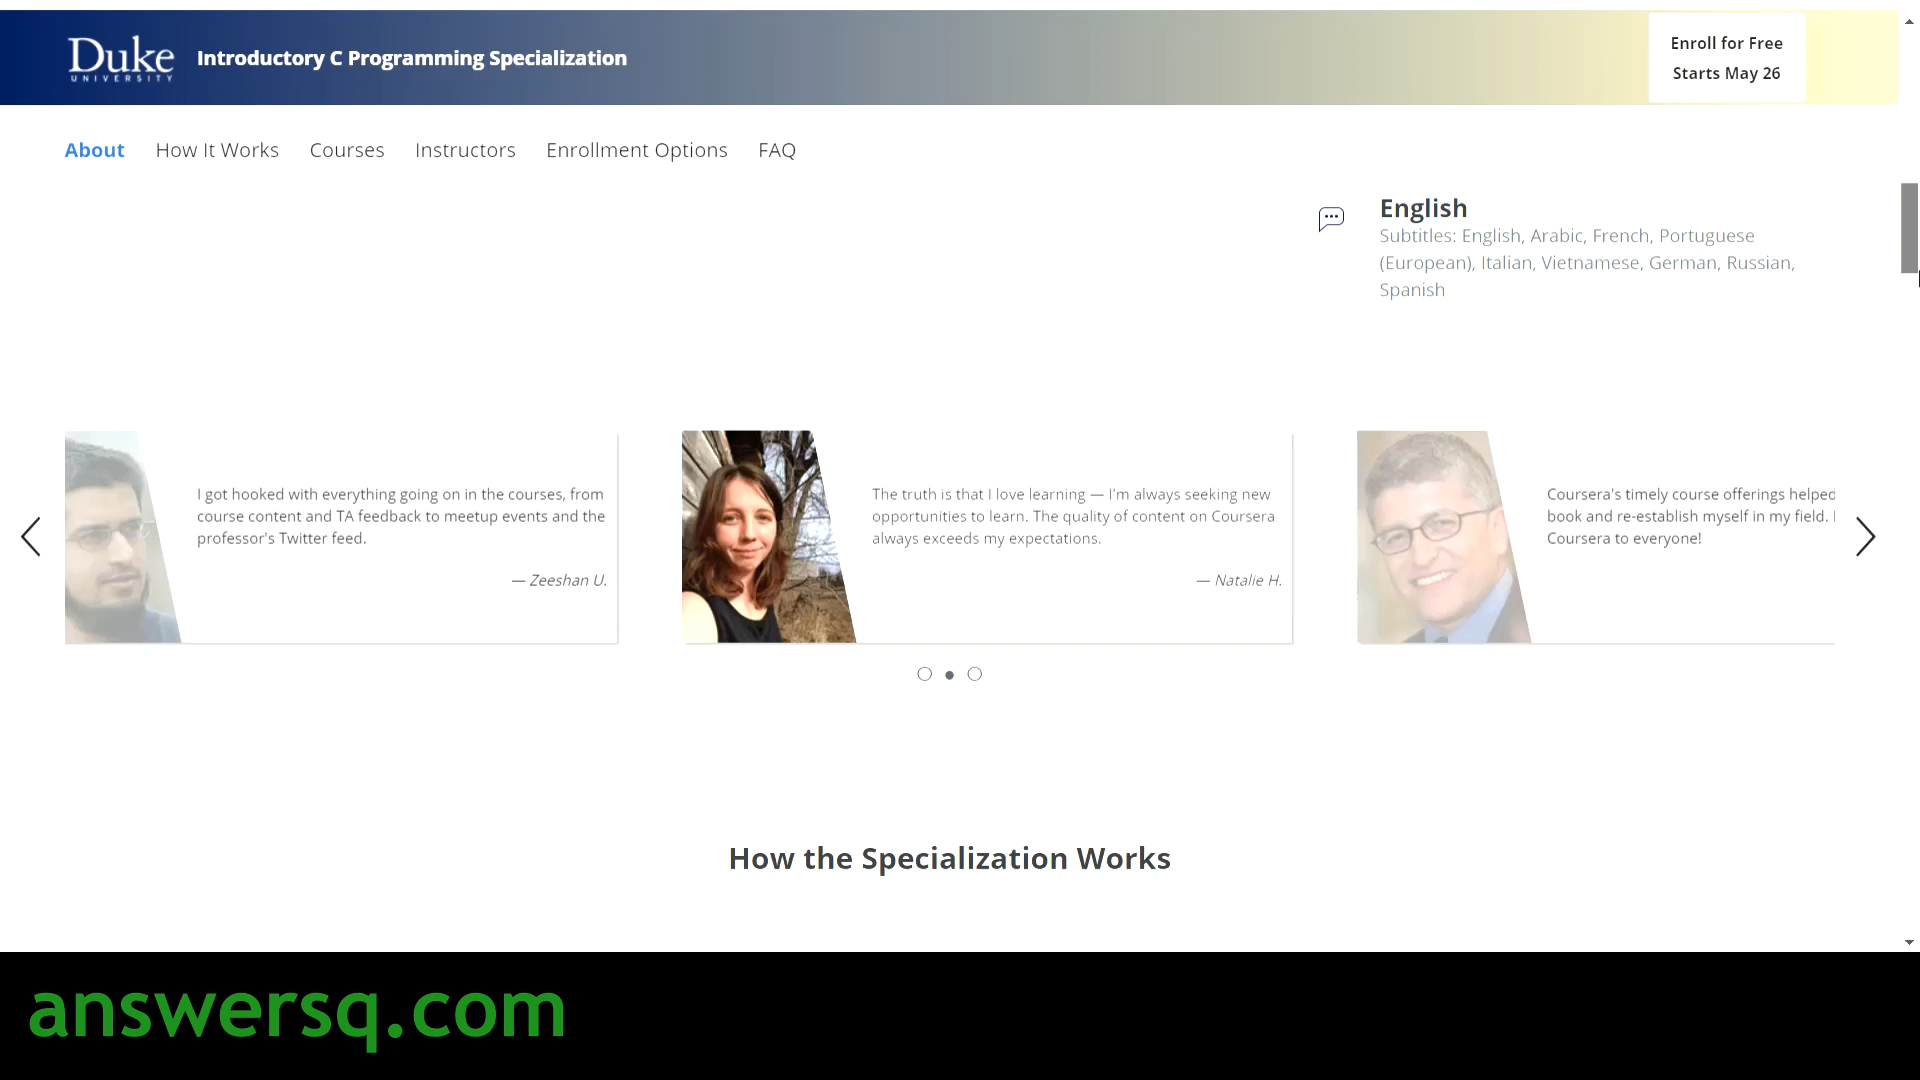 Duke
UNIVERSITY
Introductory C Programming Specialization
Enroll for Free
Starts May 26
About How It Works Courses Instructors Enrollment Options FAQ
English
Subtitles: English, Arabic, French, Portuguese
(European), Italian, Vietnamese, German, Russian,
Spanish
I got hooked with everything going on in the courses, from
course content and TA feedback to meetup events and the
professor's Twitter feed.
— Zeeshan U.
The truth is that I love learning — I'm always seeking new
opportunities to learn. The quality of content on Coursera
always exceeds my expectations.
— Natalie H.
Coursera's timely course offerings helped
book and re-establish myself in my field.
Coursera to everyone!
How the Specialization Works
answersq.com